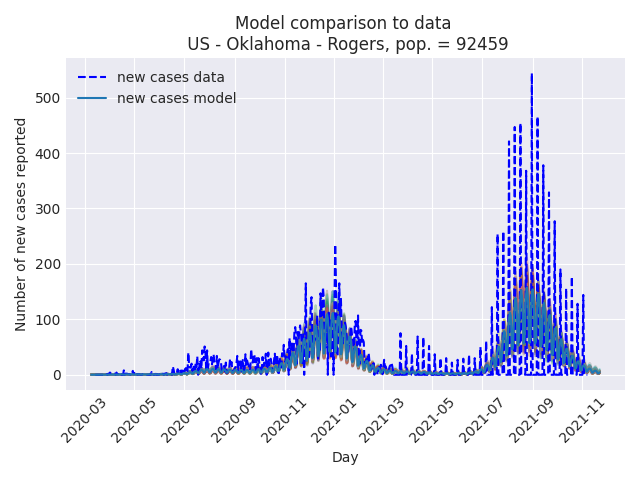 Model comparison to data
US - Oklahoma - Rogers, pop. = 92459
new cases data
new cases model
Number of new cases reported
500
400
300
200
100
0
2020-03
2020-05
2020-07
2020-09
2020-11
2021-01
2021-03
2021-05
2021-07
2021-09
2021-11
Day